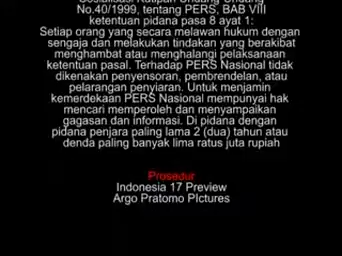 Sosialisasi Kutipan Undang-Undang
No.40/1999, tentang PERS, BAB VIII
ketentuan pidana pasa 8 ayat 1:
Setiap orang yang secara melawan hukum dengan
sengaja dan melakukan tindakan yang berakibat
menghambat atau menghalangi pelaksanaan
ketentuan pasal. Terhadap PERS Nasional tidak
dikenakan penyensoran, pembrendelan, atau
pelarangan penyiaran. Untuk menjamin
kemerdekaan PERS Nasional mempunyai hak
mencari memperoleh dan menyampaikan
gagasan dan informasi. Di pidana dengan
pidana penjara paling lama 2 (dua) tahun atau
denda paling banyak lima ratus juta rupiah
Prosedur
Indonesia 17 Preview
Argo Pratomo PIctures